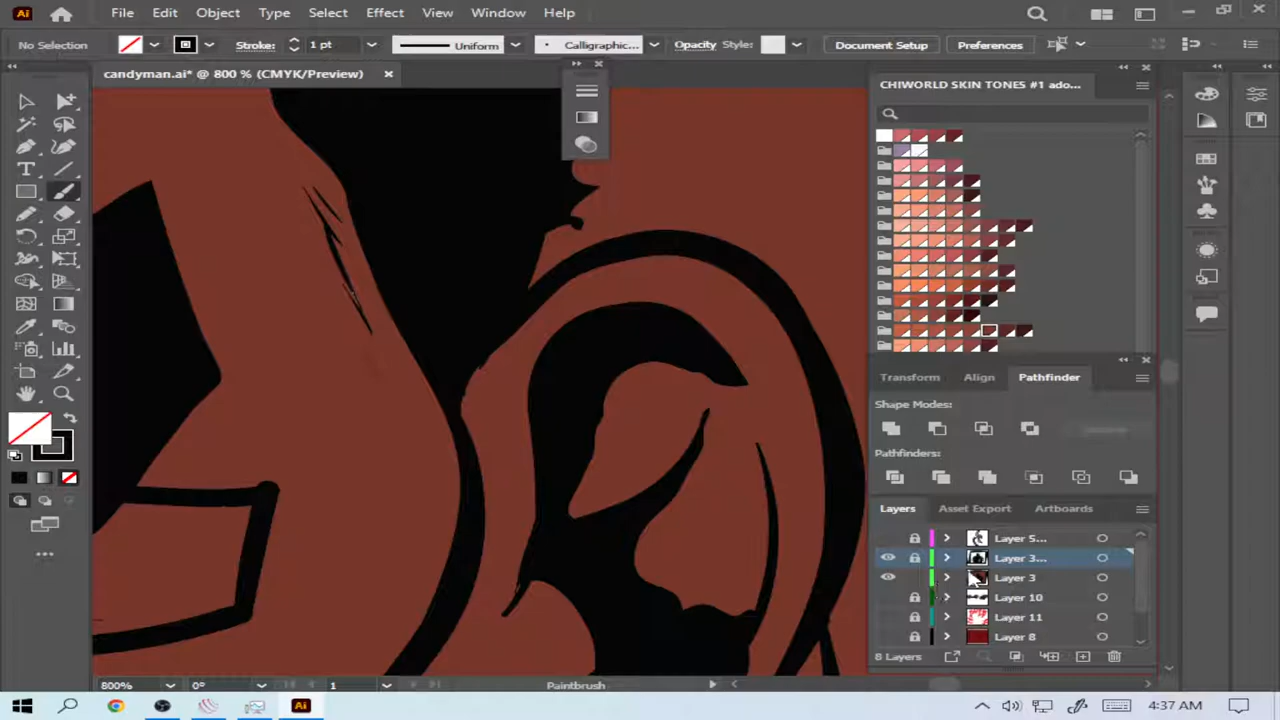 Ai File Edit Object Type Select Effect View Window Help
No Selection Stroke: 1 pt Uniform Calligraphic... Opacity Style: Document Setup Preferences
candyman.ai* @ 800 % (CMYK/Preview)
CHIWORLD SKIN TONES #1 ado...
Transform Align Pathfinder
Shape Modes:
Pathfinders:
Layers Asset Export Artboards
Layer S...
Layer 3...
Layer 3
Layer 10
Layer 11
Layer 8
8 Layers
800% 0° 1 Paintbrush
Ai 4:37 AM